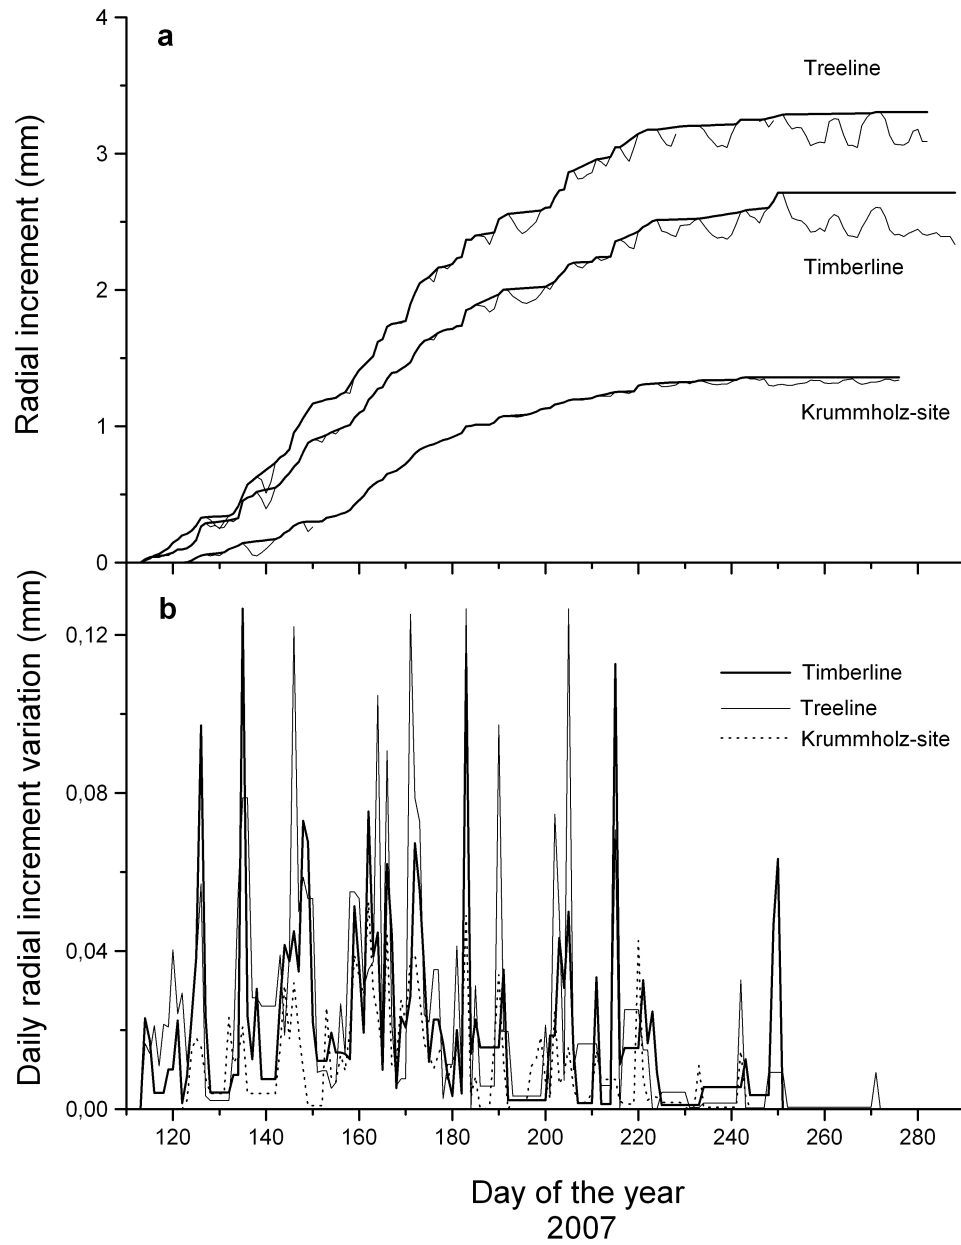 a
Radial increment (mm)
4
3
2
1
0
Treeline
Timberline
Krummholz-site
b
Daily radial increment variation (mm)
0,12
0,08
0,04
0,00
Timberline
Treeline
Krummholz-site
120 140 160 180 200 220 240 260 280
Day of the year
2007